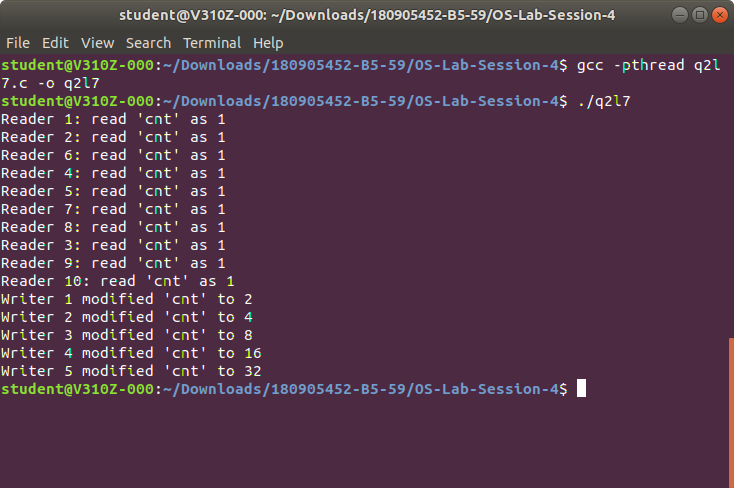 student@V310Z-000: ~/Downloads/180905452-B5-59/OS-Lab-Session-4
File Edit View Search Terminal Help
student@V310Z-000:~/Downloads/180905452-B5-59/OS-Lab-Session-4$ gcc -pthread q2l
7.c -o q2l7
student@V310Z-000:~/Downloads/180905452-B5-59/OS-Lab-Session-4$ ./q2l7
Reader 1: read 'cnt' as 1
Reader 2: read 'cnt' as 1
Reader 6: read 'cnt' as 1
Reader 4: read 'cnt' as 1
Reader 5: read 'cnt' as 1
Reader 7: read 'cnt' as 1
Reader 8: read 'cnt' as 1
Reader 3: read 'cnt' as 1
Reader 9: read 'cnt' as 1
Reader 10: read 'cnt' as 1
Writer 1 modified 'cnt' to 2
Writer 2 modified 'cnt' to 4
Writer 3 modified 'cnt' to 8
Writer 4 modified 'cnt' to 16
Writer 5 modified 'cnt' to 32
student@V310Z-000:~/Downloads/180905452-B5-59/OS-Lab-Session-4$